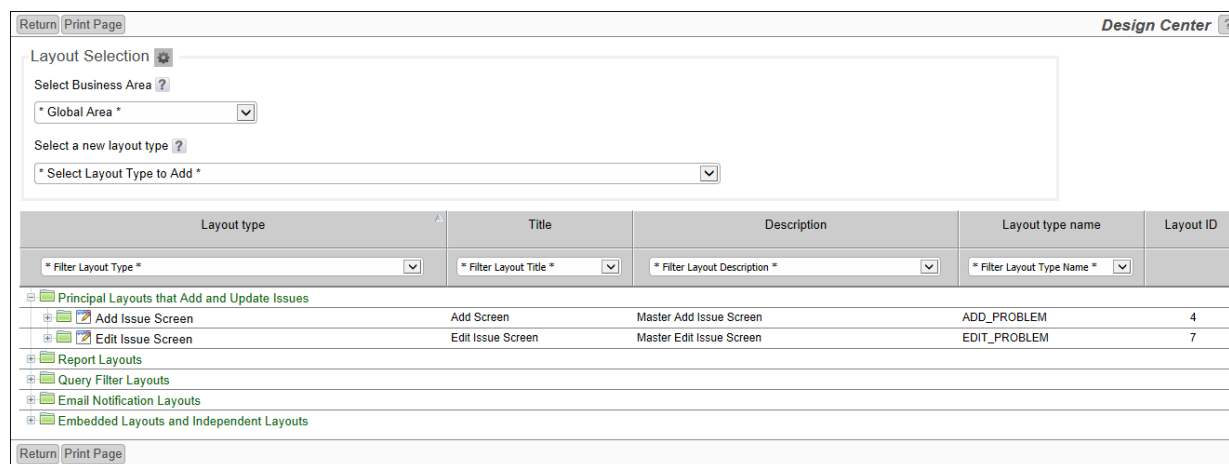 Return Print Page Design Center ?
Layout Selection
Select Business Area ?
* Global Area *
Select a new layout type ?
* Select Layout Type to Add *
Layout type Title Description Layout type name Layout ID
* Filter Layout Type * * Filter Layout Title * * Filter Layout Description * * Filter Layout Type Name *
Principal Layouts that Add and Update Issues
Add Issue Screen Add Screen Master Add Issue Screen ADD_PROBLEM 4
Edit Issue Screen Edit Issue Screen Master Edit Issue Screen EDIT_PROBLEM 7
Report Layouts
Query Filter Layouts
Email Notification Layouts
Embedded Layouts and Independent Layouts
Return Print Page